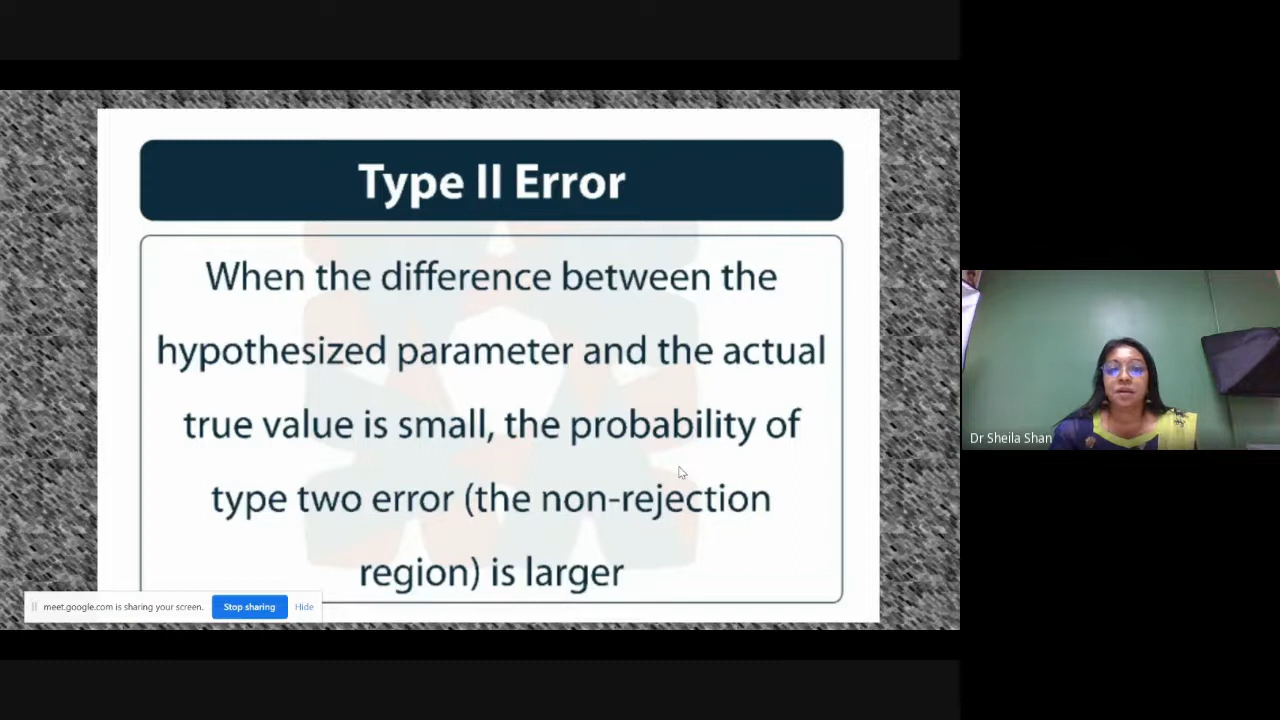 Type II Error
When the difference between the
hypothesized parameter and the actual
true value is small, the probability of
type two error (the non-rejection
region) is larger
meet.google.com is sharing your screen.
Stop sharing
Hide
Dr Sheila Shan